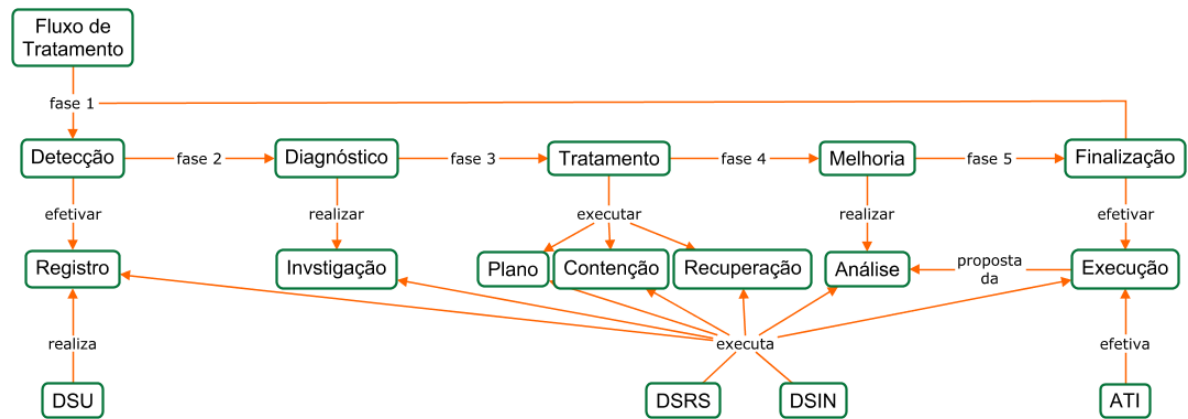 Fluxo de
Tratamento
fase 1
Detecção
fase 2
Diagnóstico
fase 3
Tratamento
fase 4
Melhoria
fase 5
Finalização
efetivar
realizar
executar
realizar
efetivar
Registro
Invstigação
Plano
Contenção
Recuperação
Análise
proposta
da
Execução
realiza
executa
efetiva
DSU
DSRS
DSIN
ATI